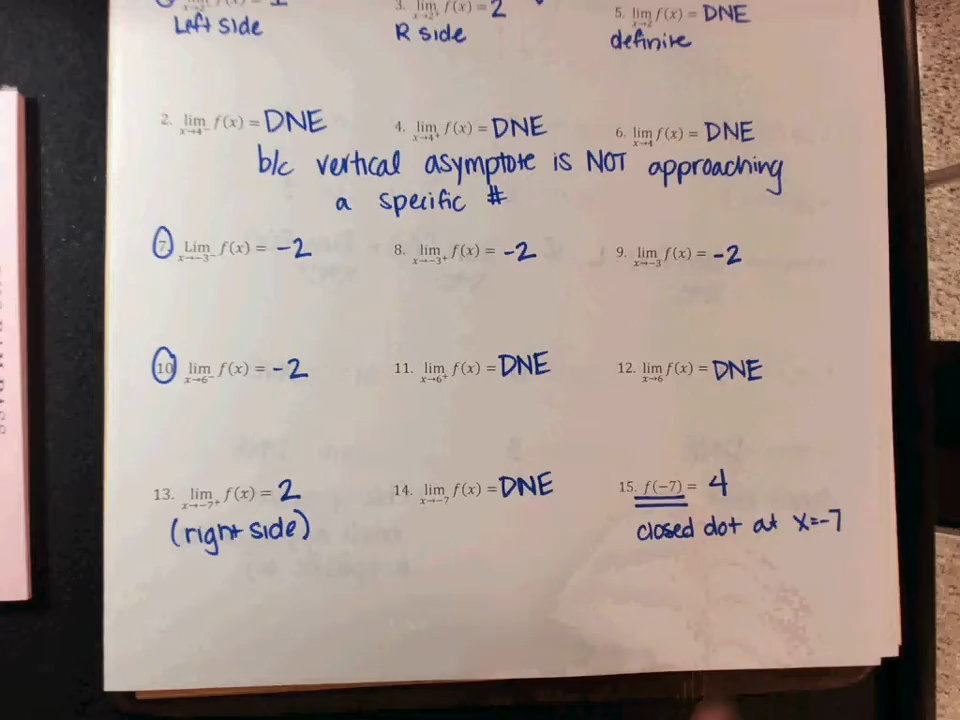 3. lim x→2⁺ f(x) = 2
5. lim x→2 f(x) = DNE
Left side
R side
definite
2. lim x→4⁻ f(x) = DNE
4. lim x→4⁺ f(x) = DNE
6. lim x→4 f(x) = DNE
b/c vertical asymptote is NOT approaching
a specific #
7. Lim x→-3⁻ f(x) = -2
8. lim x→-3⁺ f(x) = -2
9. lim x→-3 f(x) = -2
10. lim x→6⁻ f(x) = -2
11. lim x→6⁺ f(x) = DNE
12. lim x→6 f(x) = DNE
13. lim x→-7⁺ f(x) = 2
14. lim x→-7 f(x) = DNE
15. f(-7) = 4
(right side)
closed dot at x=-7